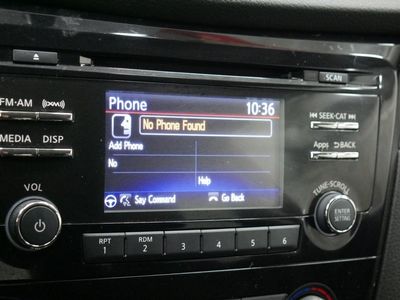 SCAN
FM•AM
MEDIA DISP
Phone 10:36
No Phone Found
Add Phone
No
Help
Say Command Go Back
SEEK•CAT
Apps BACK
VOL
TUNE•SCROLL
ENTER
SETTING
RPT
1
RDM
2
3
4
5
6